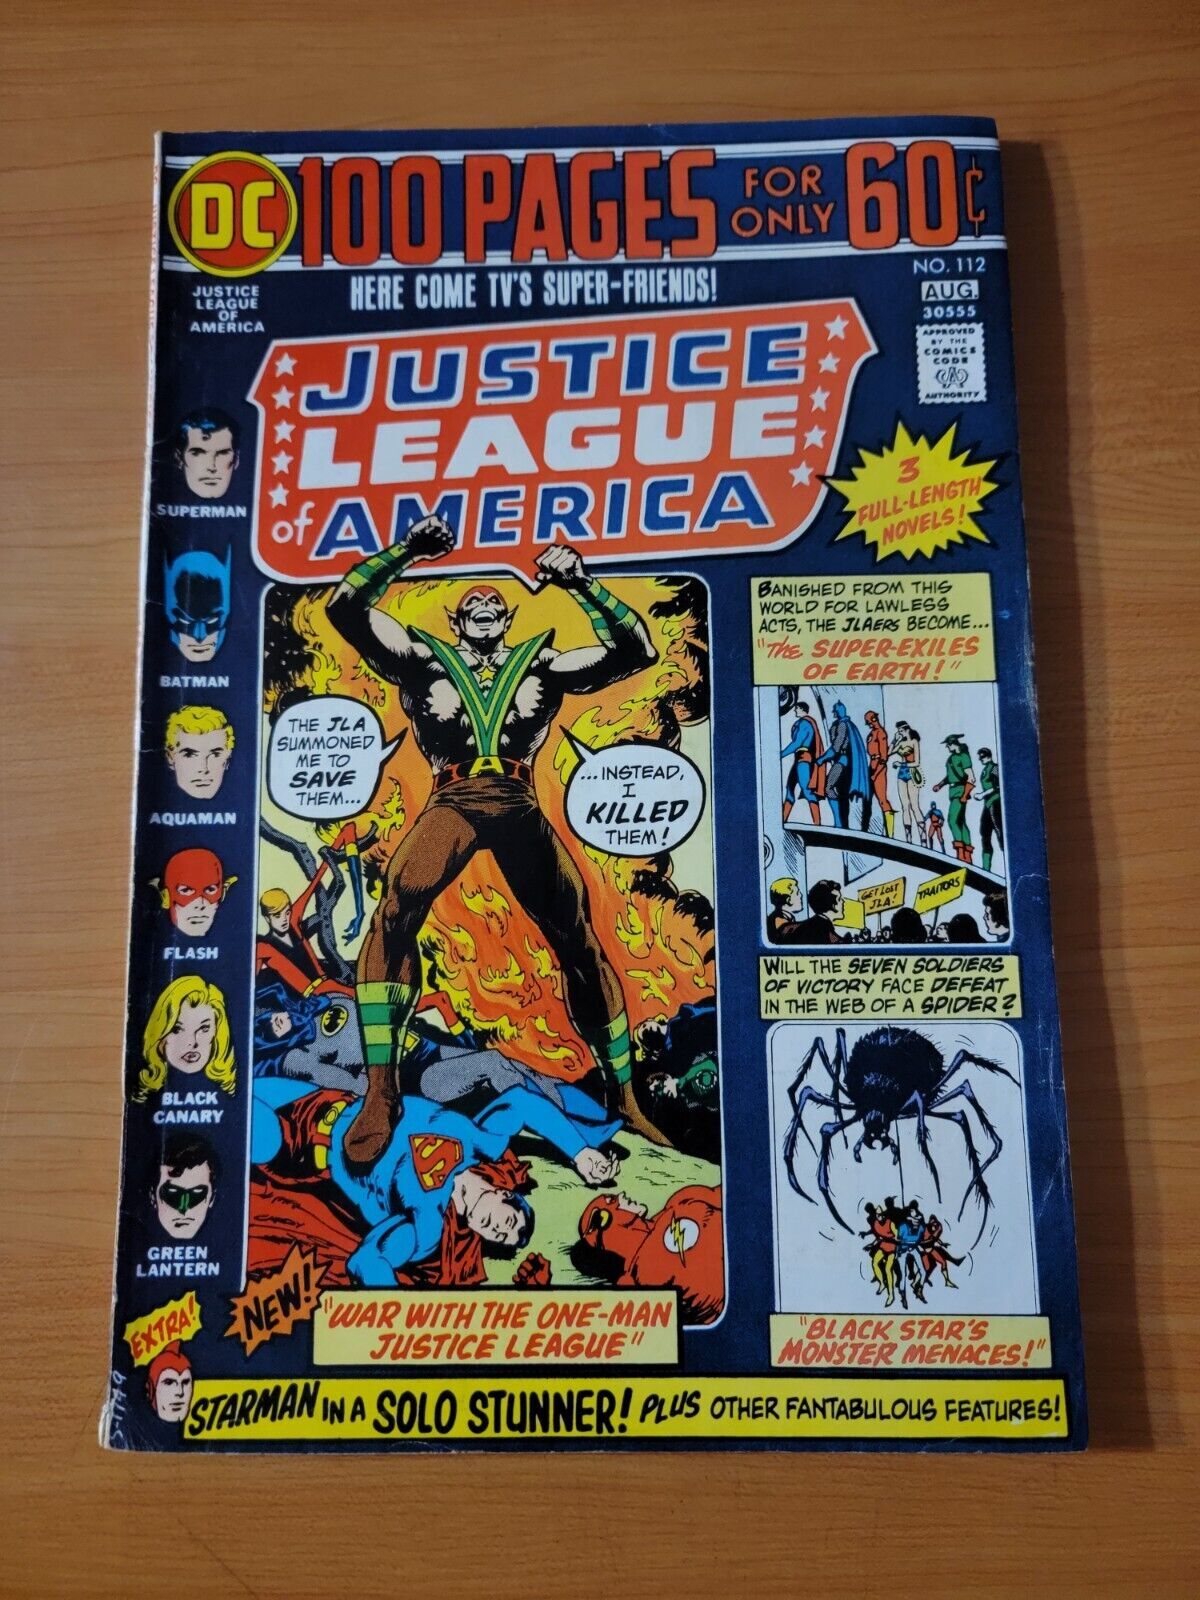 DC 100 PAGES FOR ONLY 60¢
HERE COME TV'S SUPER-FRIENDS!
NO. 112
AUG.
30555
APPROVED
BY THE
COMICS
CODE
CA
AUTHORITY
JUSTICE
LEAGUE
OF
AMERICA
JUSTICE
LEAGUE
of AMERICA
3
FULL-LENGTH
NOVELS!
SUPERMAN
BATMAN
AQUAMAN
FLASH
BLACK
CANARY
GREEN
LANTERN
THE JLA
SUMMONED
ME TO
SAVE
THEM...
...INSTEAD,
I
KILLED
THEM!
A
S
NEW!
"WAR WITH THE ONE-MAN
JUSTICE LEAGUE"
BANISHED FROM THIS
WORLD FOR LAWLESS
ACTS, THE JLAERS BECOME...
"THE SUPER-EXILES
OF EARTH!"
GET LOST
JLA!
TRAITORS
WILL THE SEVEN SOLDIERS
OF VICTORY FACE DEFEAT
IN THE WEB OF A SPIDER?
"BLACK STAR'S
MONSTER MENACES!"
EXTRA!
STARMAN IN A SOLO STUNNER! PLUS OTHER FANTABULOUS FEATURES!